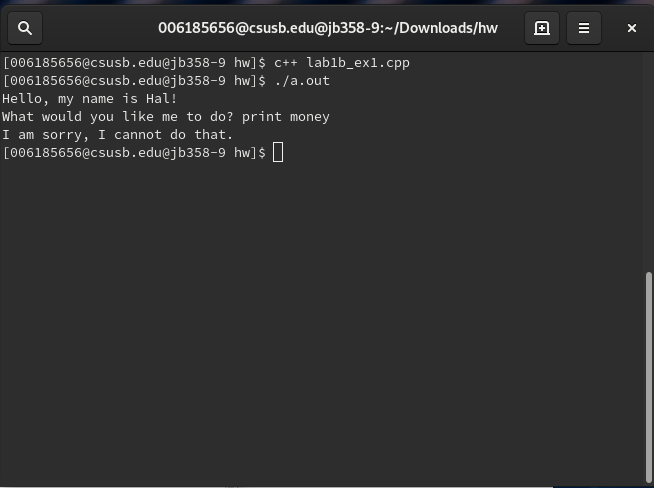 006185656@csusb.edu@jb358-9:~/Downloads/hw
[006185656@csusb.edu@jb358-9 hw]$ c++ lab1b_ex1.cpp
[006185656@csusb.edu@jb358-9 hw]$ ./a.out
Hello, my name is Hal!
What would you like me to do? print money
I am sorry, I cannot do that.
[006185656@csusb.edu@jb358-9 hw]$